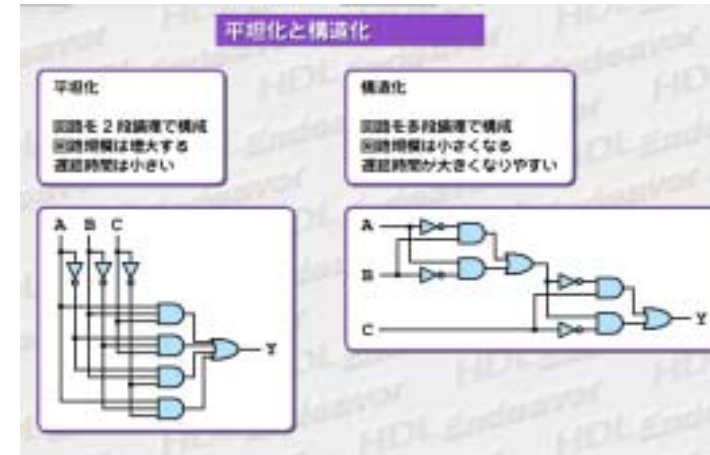 平坦化と構造化
平坦化
回路を2段論理で構成
回路規模は増大する
遅延時間は小さい
構造化
回路を多段論理で構成
回路規模は小さくなる
遅延時間が大きくなりやすい
A B C
Y
A
B
C
Y
HDL Endeavor